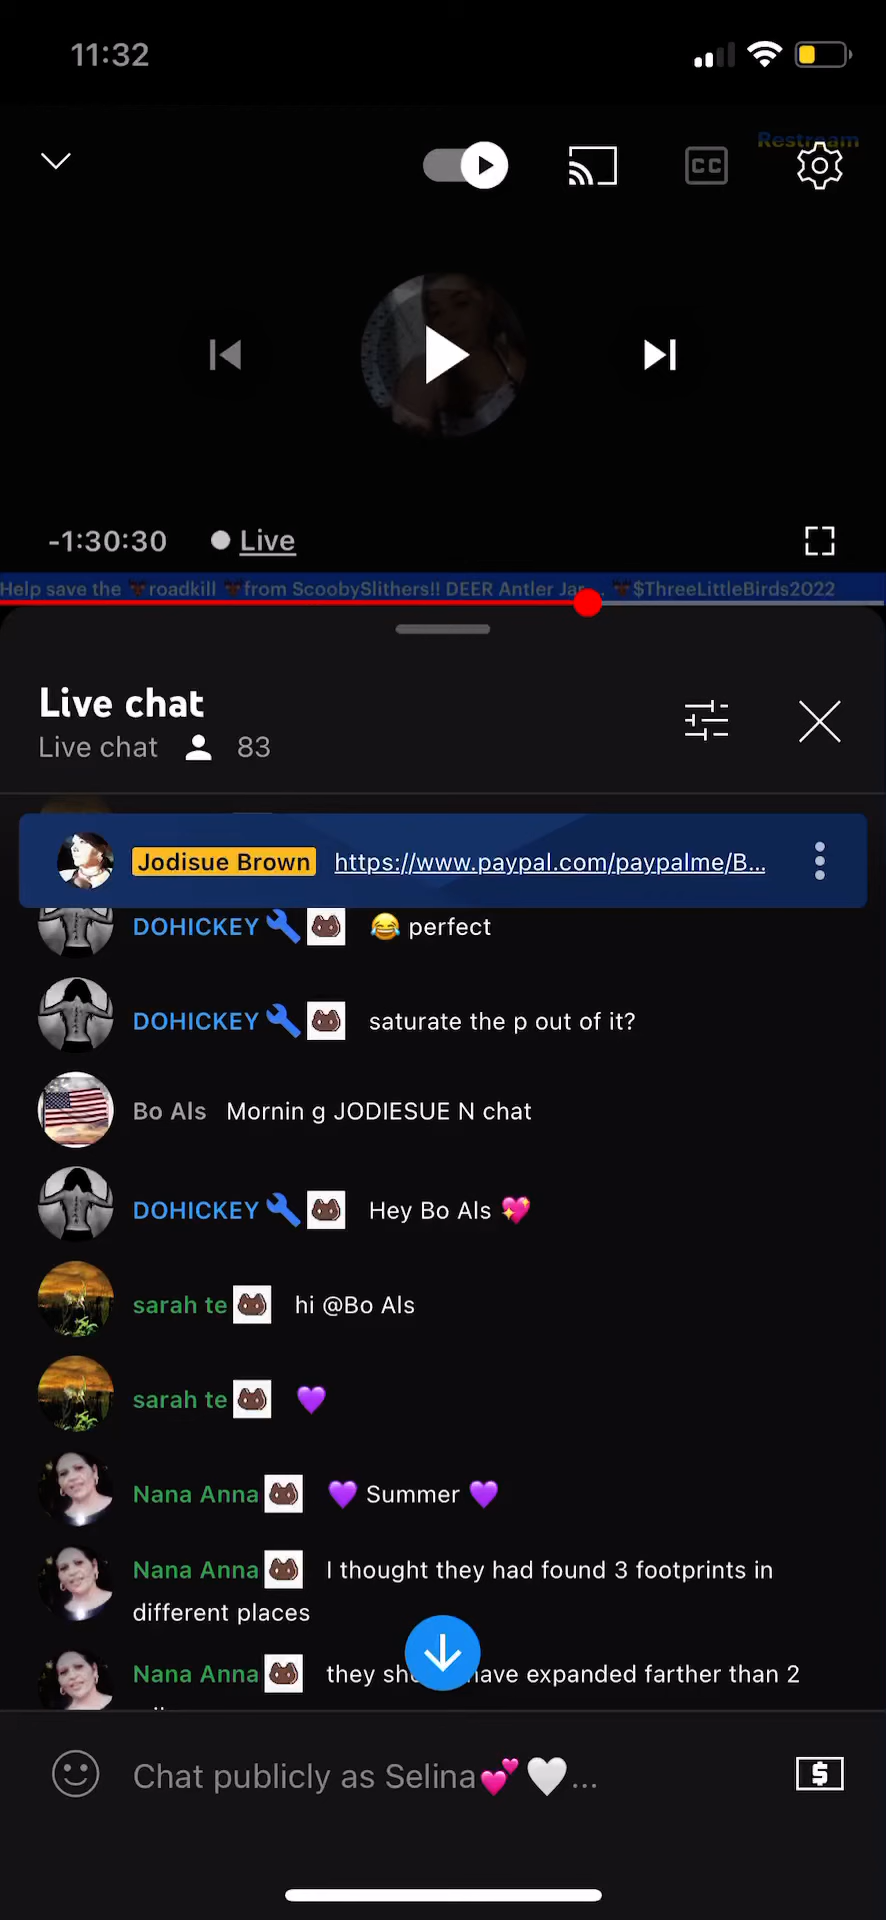 11:32
Restream
CC
-1:30:30 Live
Help save the roadkill from ScoobySlithers!! DEER Antler Jar... $ThreeLittleBirds2022
Live chat
Live chat 83
Jodisue Brown https://www.paypal.com/paypalme/B...
DOHICKEY 😂 perfect
DOHICKEY saturate the p out of it?
Bo Als Mornin g JODIESUE N chat
DOHICKEY Hey Bo Als 💖
sarah te hi @Bo Als
sarah te 💜
Nana Anna 💜 Summer 💜
Nana Anna I thought they had found 3 footprints in
different places
Nana Anna they have expanded farther than 2
Chat publicly as Selina💕🤍...
$